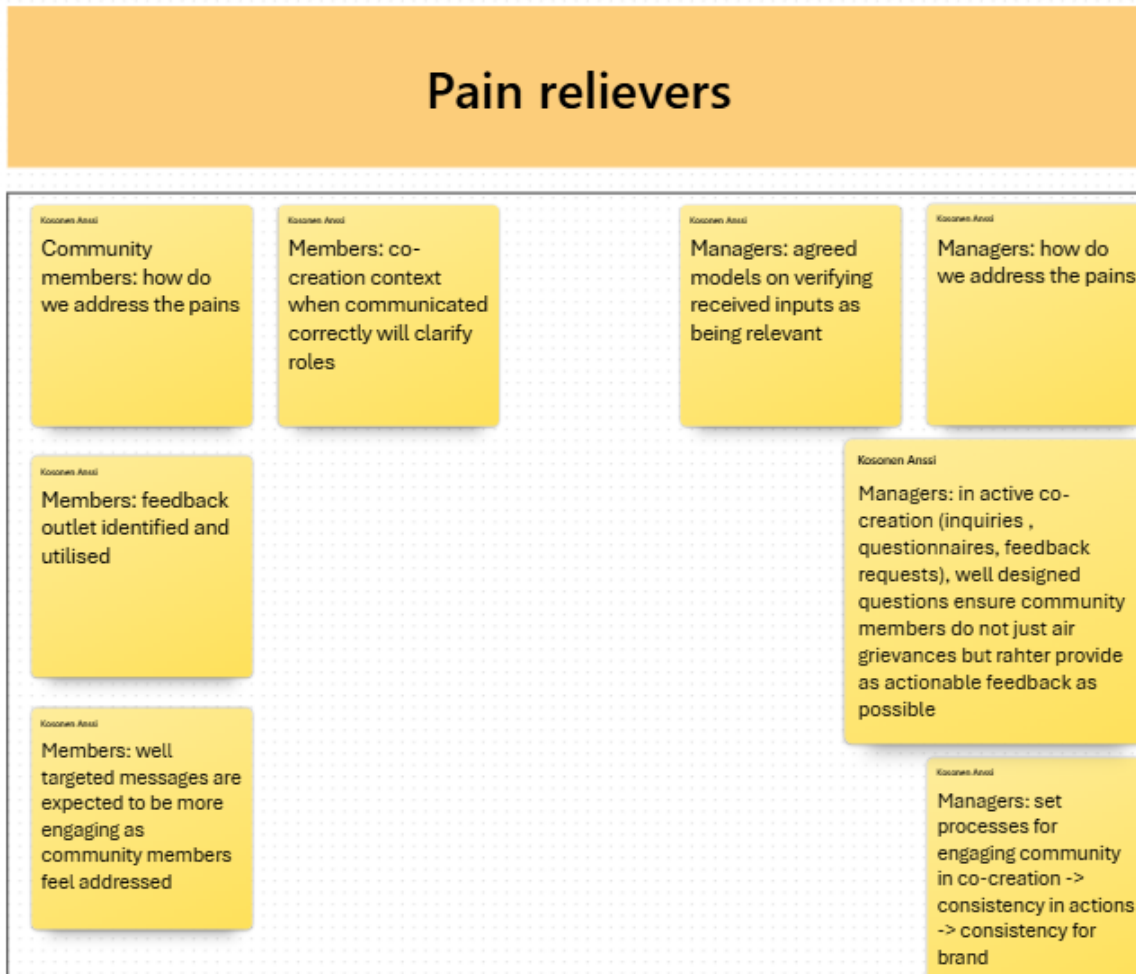 Pain relievers
Kosonen Anssi
Community
members: how do
we address the pains
Kosonen Anssi
Members: co-
creation context
when communicated
correctly will clarify
roles
Kosonen Anssi
Managers: agreed
models on verifying
received inputs as
being relevant
Kosonen Anssi
Managers: how do
we address the pains
Kosonen Anssi
Members: feedback
outlet identified and
utilised
Kosonen Anssi
Managers: in active co-
creation (inquiries ,
questionnaires, feedback
requests), well designed
questions ensure community
members do not just air
grievances but rahter provide
as actionable feedback as
possible
Kosonen Anssi
Members: well
targeted messages are
expected to be more
engaging as
community members
feel addressed
Kosonen Anssi
Managers: set
processes for
engaging community
in co-creation ->
consistency in actions
-> consistency for
brand